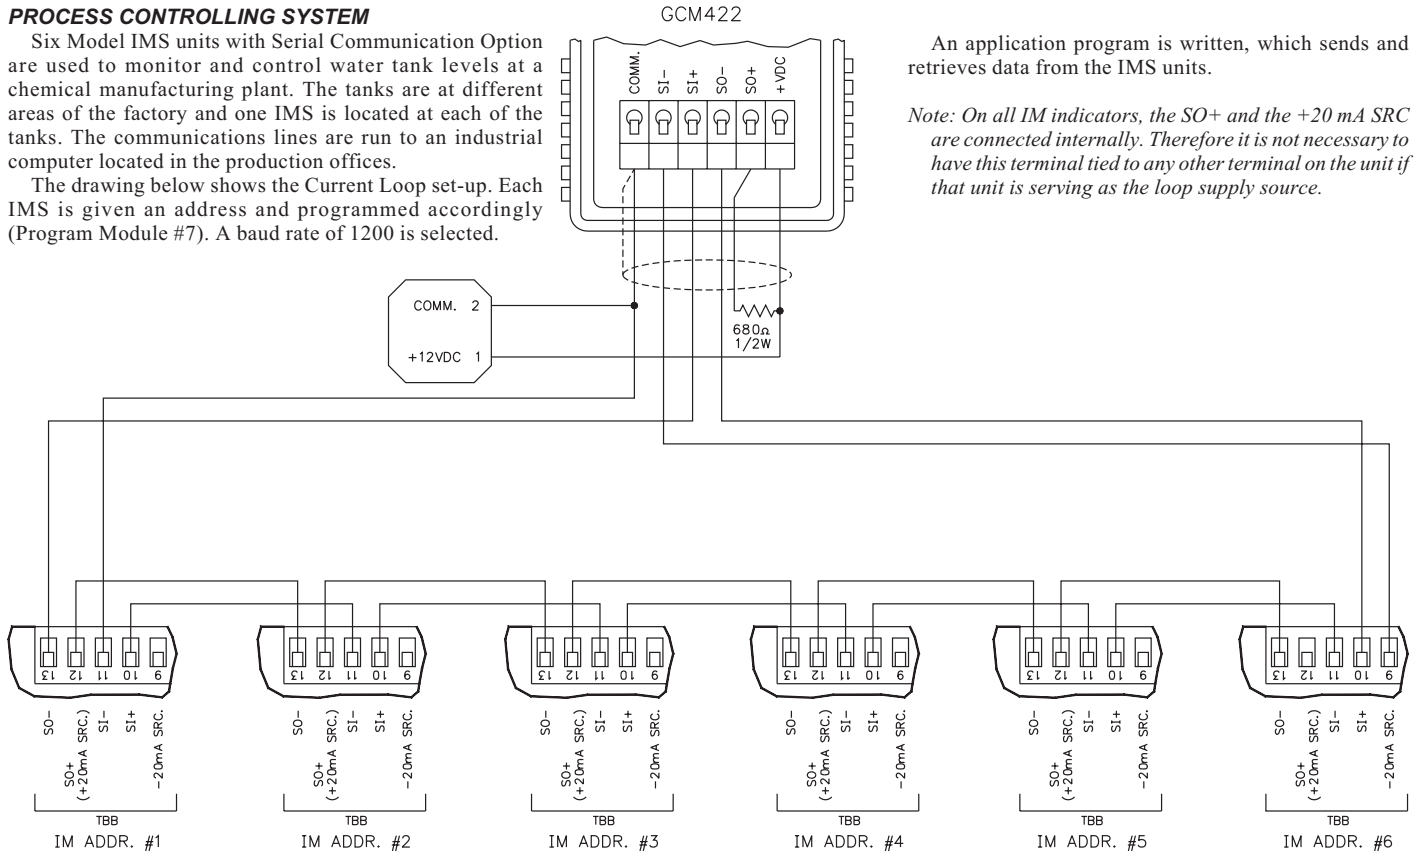 PROCESS CONTROLLING SYSTEM
Six Model IMS units with Serial Communication Option
are used to monitor and control water tank levels at a
chemical manufacturing plant. The tanks are at different
areas of the factory and one IMS is located at each of the
tanks. The communications lines are run to an industrial
computer located in the production offices.
The drawing below shows the Current Loop set-up. Each
IMS is given an address and programmed accordingly
(Program Module #7). A baud rate of 1200 is selected.
GCM422
COMM.
SI-
SI+
SO-
SO+
+VDC
An application program is written, which sends and
retrieves data from the IMS units.
Note: On all IM indicators, the SO+ and the +20 mA SRC
are connected internally. Therefore it is not necessary to
have this terminal tied to any other terminal on the unit if
that unit is serving as the loop supply source.
COMM. 2
+12VDC 1
680Ω
1/2W
13 12 11 10 9
SO-
SO+
(+20mA SRC.)
SI-
SI+
-20mA SRC.
TBB
IM ADDR. #1
13 12 11 10 9
SO-
SO+
(+20mA SRC.)
SI-
SI+
-20mA SRC.
TBB
IM ADDR. #2
13 12 11 10 9
SO-
SO+
(+20mA SRC.)
SI-
SI+
-20mA SRC.
TBB
IM ADDR. #3
13 12 11 10 9
SO-
SO+
(+20mA SRC.)
SI-
SI+
-20mA SRC.
TBB
IM ADDR. #4
13 12 11 10 9
SO-
SO+
(+20mA SRC.)
SI-
SI+
-20mA SRC.
TBB
IM ADDR. #5
13 12 11 10 9
SO-
SO+
(+20mA SRC.)
SI-
SI+
-20mA SRC.
TBB
IM ADDR. #6